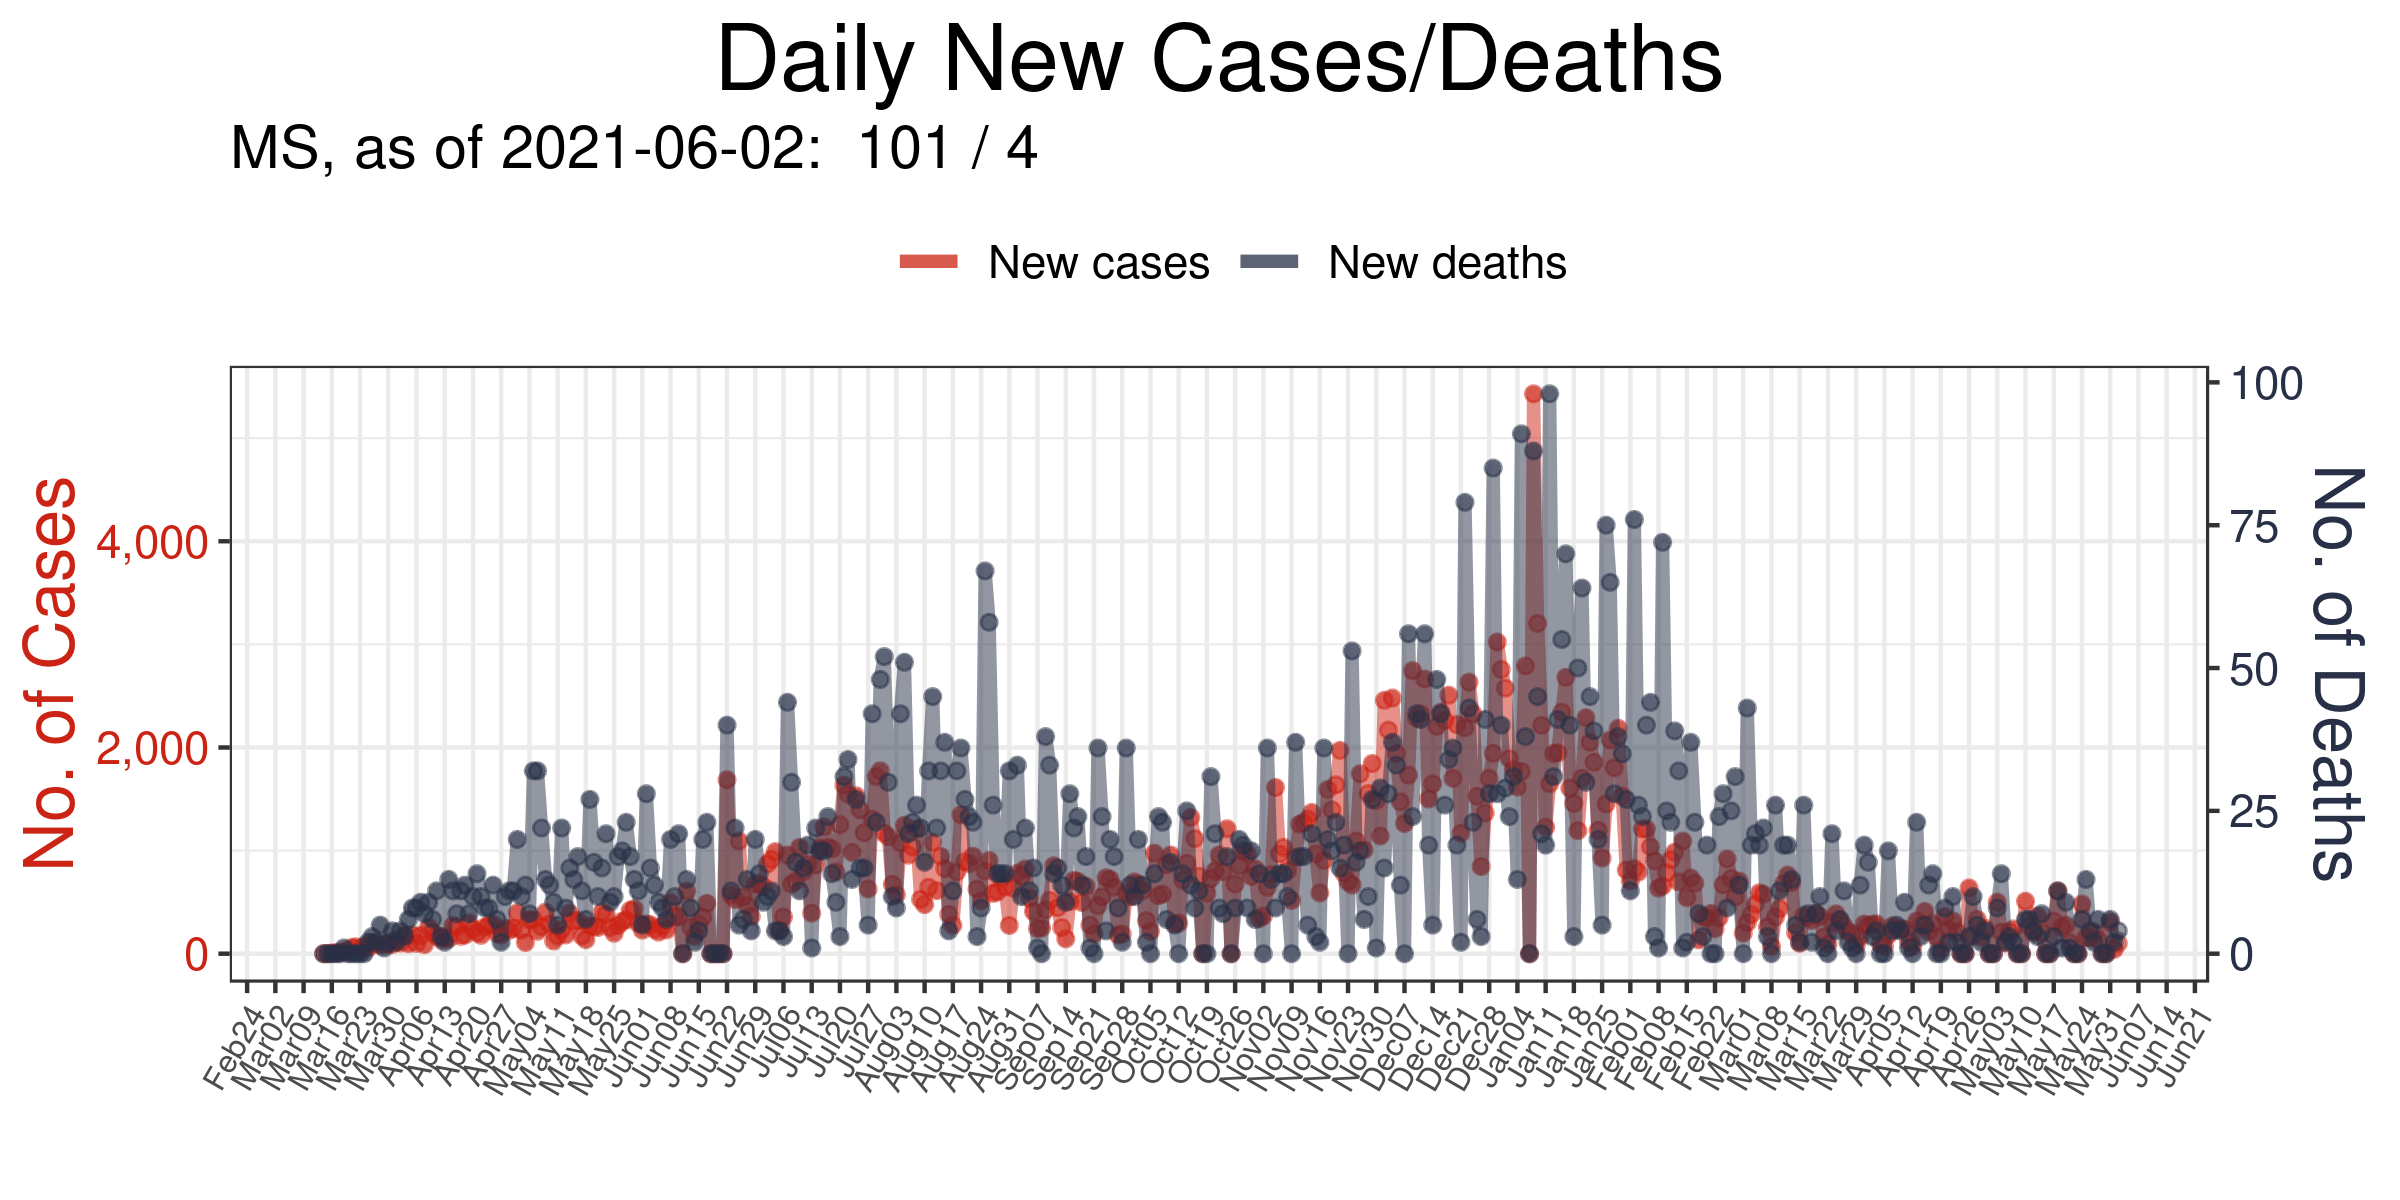 Daily New Cases/Deaths
MS, as of 2021-06-02:  101 / 4
New cases New deaths
No. of Cases
4,000
2,000
0
100
75
50
25
0
No. of Deaths
Feb24 Mar02 Mar09 Mar16 Mar23 Mar30 Apr06 Apr13 Apr20 Apr27 May04 May11 May18 May25 Jun01 Jun08 Jun15 Jun22 Jun29 Jul06 Jul13 Jul20 Jul27 Aug03 Aug10 Aug17 Aug24 Aug31 Sep07 Sep14 Sep21 Sep28 Oct05 Oct12 Oct19 Oct26 Nov02 Nov09 Nov16 Nov23 Nov30 Dec07 Dec14 Dec21 Dec28 Jan04 Jan11 Jan18 Jan25 Feb01 Feb08 Feb15 Feb22 Mar01 Mar08 Mar15 Mar22 Mar29 Apr05 Apr12 Apr19 Apr26 May03 May10 May17 May24 May31 Jun07 Jun14 Jun21